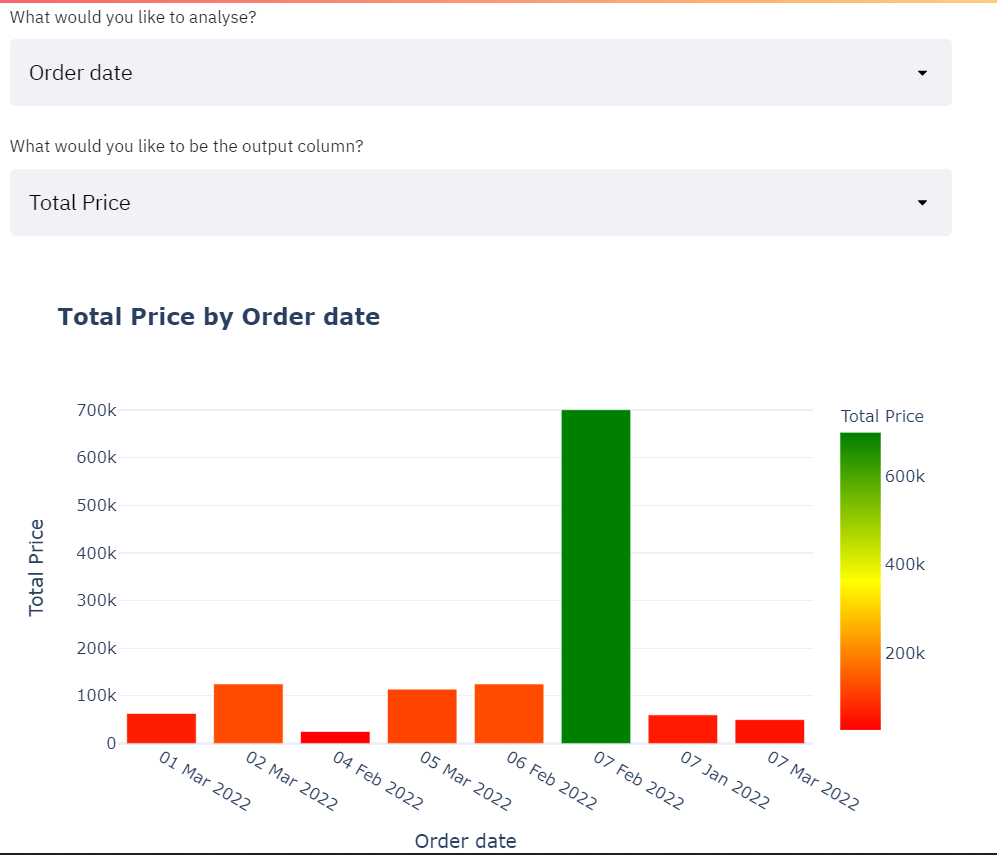 What would you like to analyse?
Order date
What would you like to be the output column?
Total Price
Total Price by Order date
Total Price
700k
600k
500k
400k
300k
200k
100k
0
Total Price
600k
400k
200k
01 Mar 2022
02 Mar 2022
04 Feb 2022
05 Mar 2022
06 Feb 2022
07 Feb 2022
07 Jan 2022
07 Mar 2022
Order date